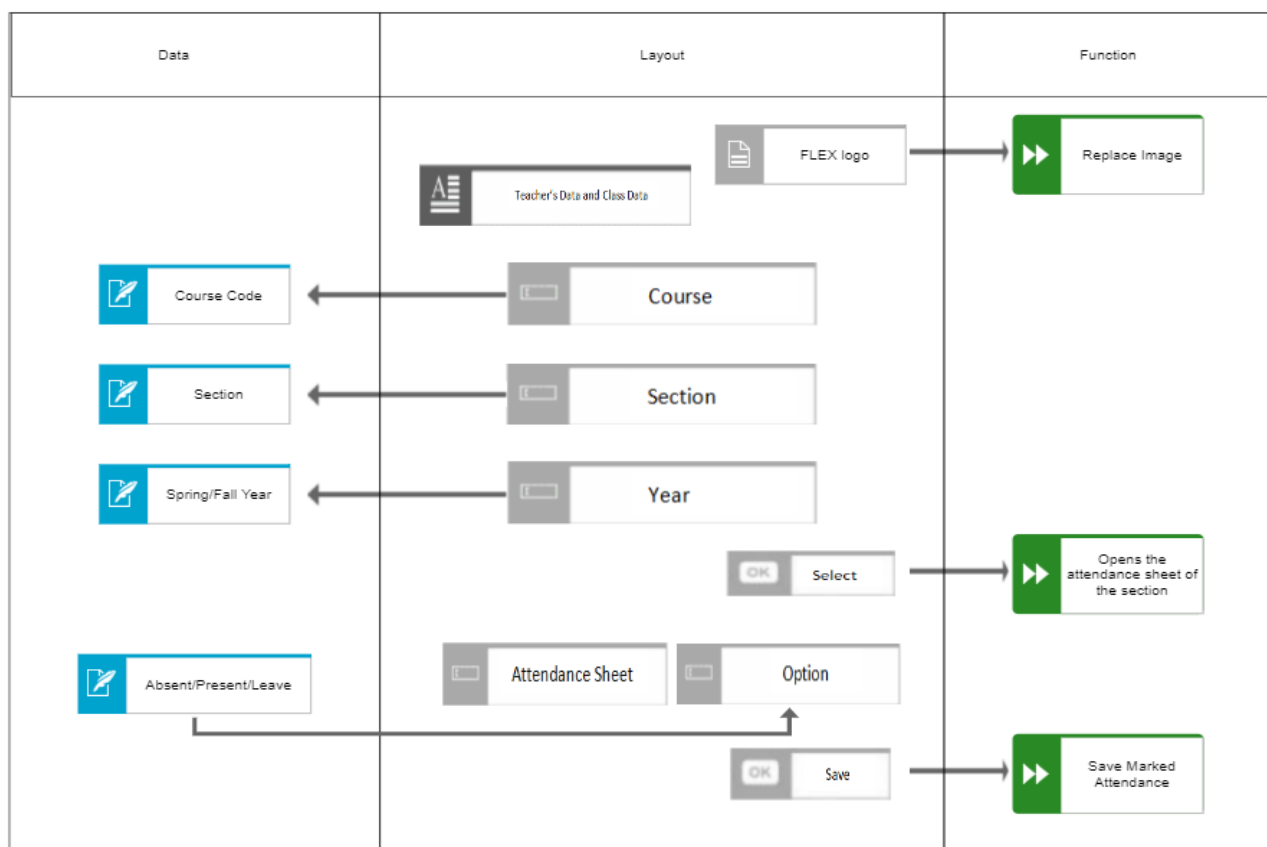 Data
Layout
Function
FLEX logo
Replace Image
Teacher's Data and Class Data
Course Code
Course
Section
Section
Spring/Fall Year
Year
OK
Select
Opens the
attendance sheet of
the section
Absent/Present/Leave
Attendance Sheet
Option
OK
Save
Save Marked
Attendance